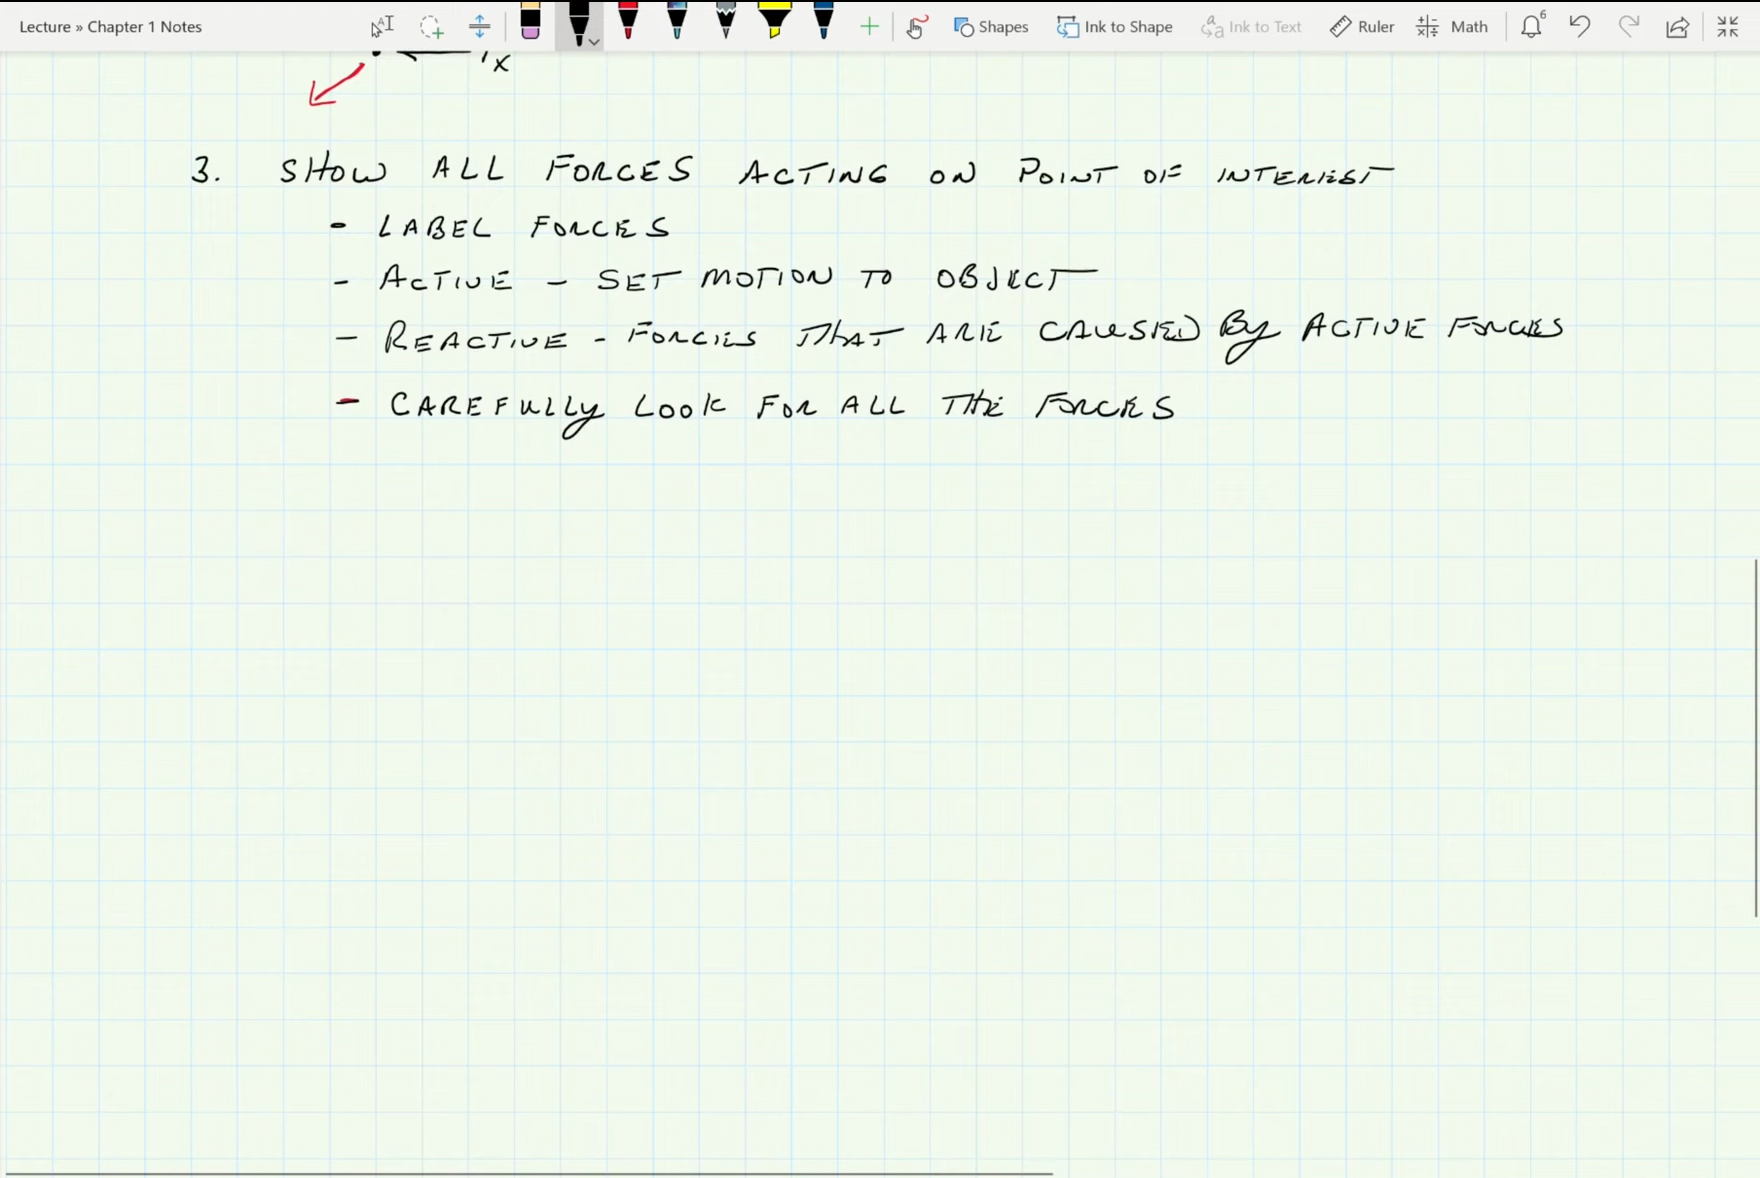 Lecture » Chapter 1 Notes
Shapes
Ink to Shape
Ink to Text
Ruler
Math
6
x
3. SHOW ALL FORCES ACTING ON POINT OF INTEREST
- LABEL FORCES
- ACTIVE - SET MOTION TO OBJECT
- REACTIVE - FORCES THAT ARE CAUSED By ACTIVE FORCES
- CAREFULLy LOOK FOR ALL THE FORCES